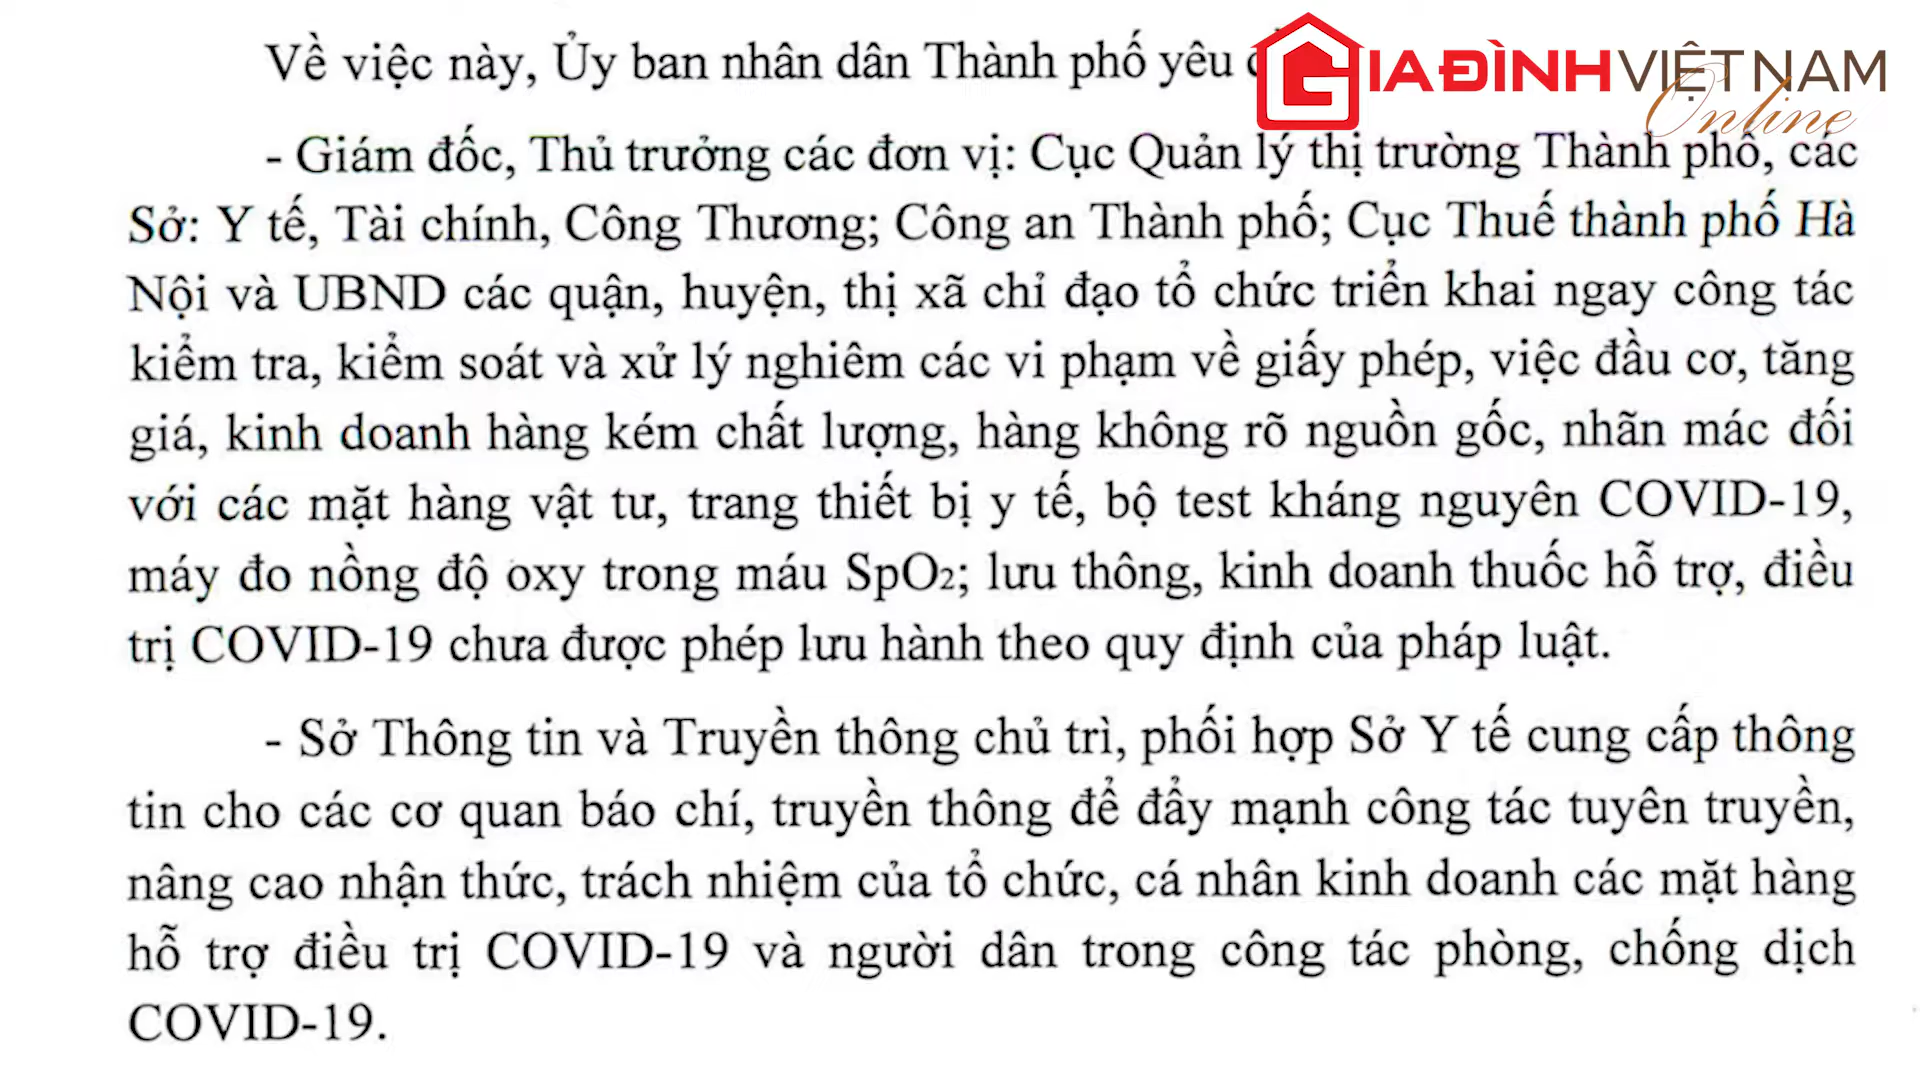 Về việc này, Ủy ban nhân dân Thành phố yêu
GIA ĐÌNH VIỆT NAM
Online
- Giám đốc, Thủ trưởng các đơn vị: Cục Quản lý thị trường Thành phố, các
Sở: Y tế, Tài chính, Công Thương; Công an Thành phố; Cục Thuế thành phố Hà
Nội và UBND các quận, huyện, thị xã chỉ đạo tổ chức triển khai ngay công tác
kiểm tra, kiểm soát và xử lý nghiêm các vi phạm về giấy phép, việc đầu cơ, tăng
giá, kinh doanh hàng kém chất lượng, hàng không rõ nguồn gốc, nhãn mác đối
với các mặt hàng vật tư, trang thiết bị y tế, bộ test kháng nguyên COVID-19,
máy đo nồng độ oxy trong máu SpO2; lưu thông, kinh doanh thuốc hỗ trợ, điều
trị COVID-19 chưa được phép lưu hành theo quy định của pháp luật.
- Sở Thông tin và Truyền thông chủ trì, phối hợp Sở Y tế cung cấp thông
tin cho các cơ quan báo chí, truyền thông để đẩy mạnh công tác tuyên truyền,
nâng cao nhận thức, trách nhiệm của tổ chức, cá nhân kinh doanh các mặt hàng
hỗ trợ điều trị COVID-19 và người dân trong công tác phòng, chống dịch
COVID-19.